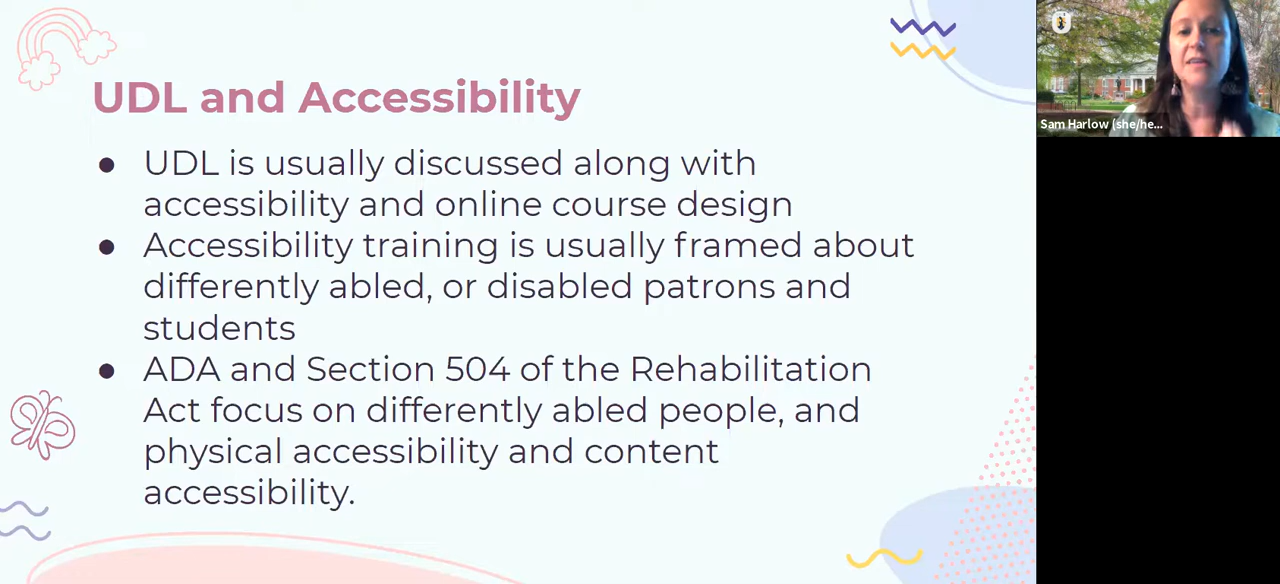 UDL and Accessibility
● UDL is usually discussed along with
accessibility and online course design
● Accessibility training is usually framed about
differently abled, or disabled patrons and
students
● ADA and Section 504 of the Rehabilitation
Act focus on differently abled people, and
physical accessibility and content
accessibility.
Sam Harlow (she/he...